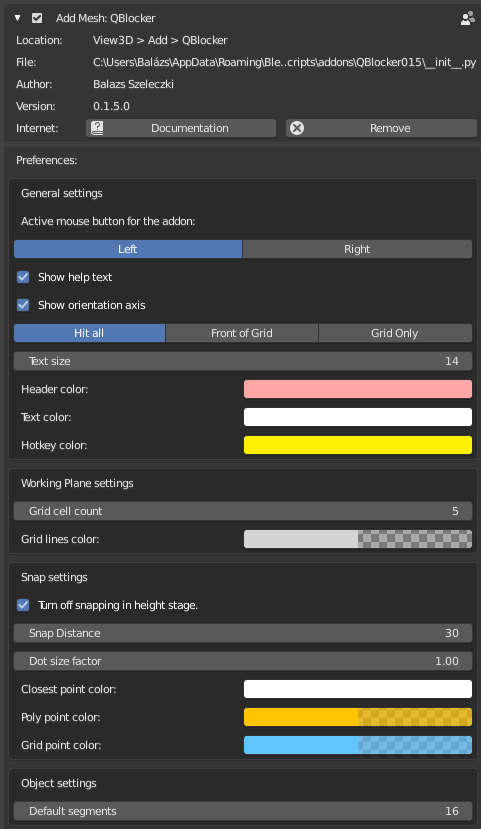 Add Mesh: QBlocker
Location: View3D > Add > QBlocker
File: C:\Users\Balázs\AppData\Roaming\Ble..cripts\addons\QBlocker015\__init__.py
Author: Balazs Szeleczki
Version: 0.1.5.0
Internet: Documentation Remove
Preferences:
General settings
Active mouse button for the addon:
Left Right
Show help text
Show orientation axis
Hit all Front of Grid Grid Only
Text size 14
Header color:
Text color:
Hotkey color:
Working Plane settings
Grid cell count 5
Grid lines color:
Snap settings
Turn off snapping in height stage.
Snap Distance 30
Dot size factor 1.00
Closest point color:
Poly point color:
Grid point color:
Object settings
Default segments 16